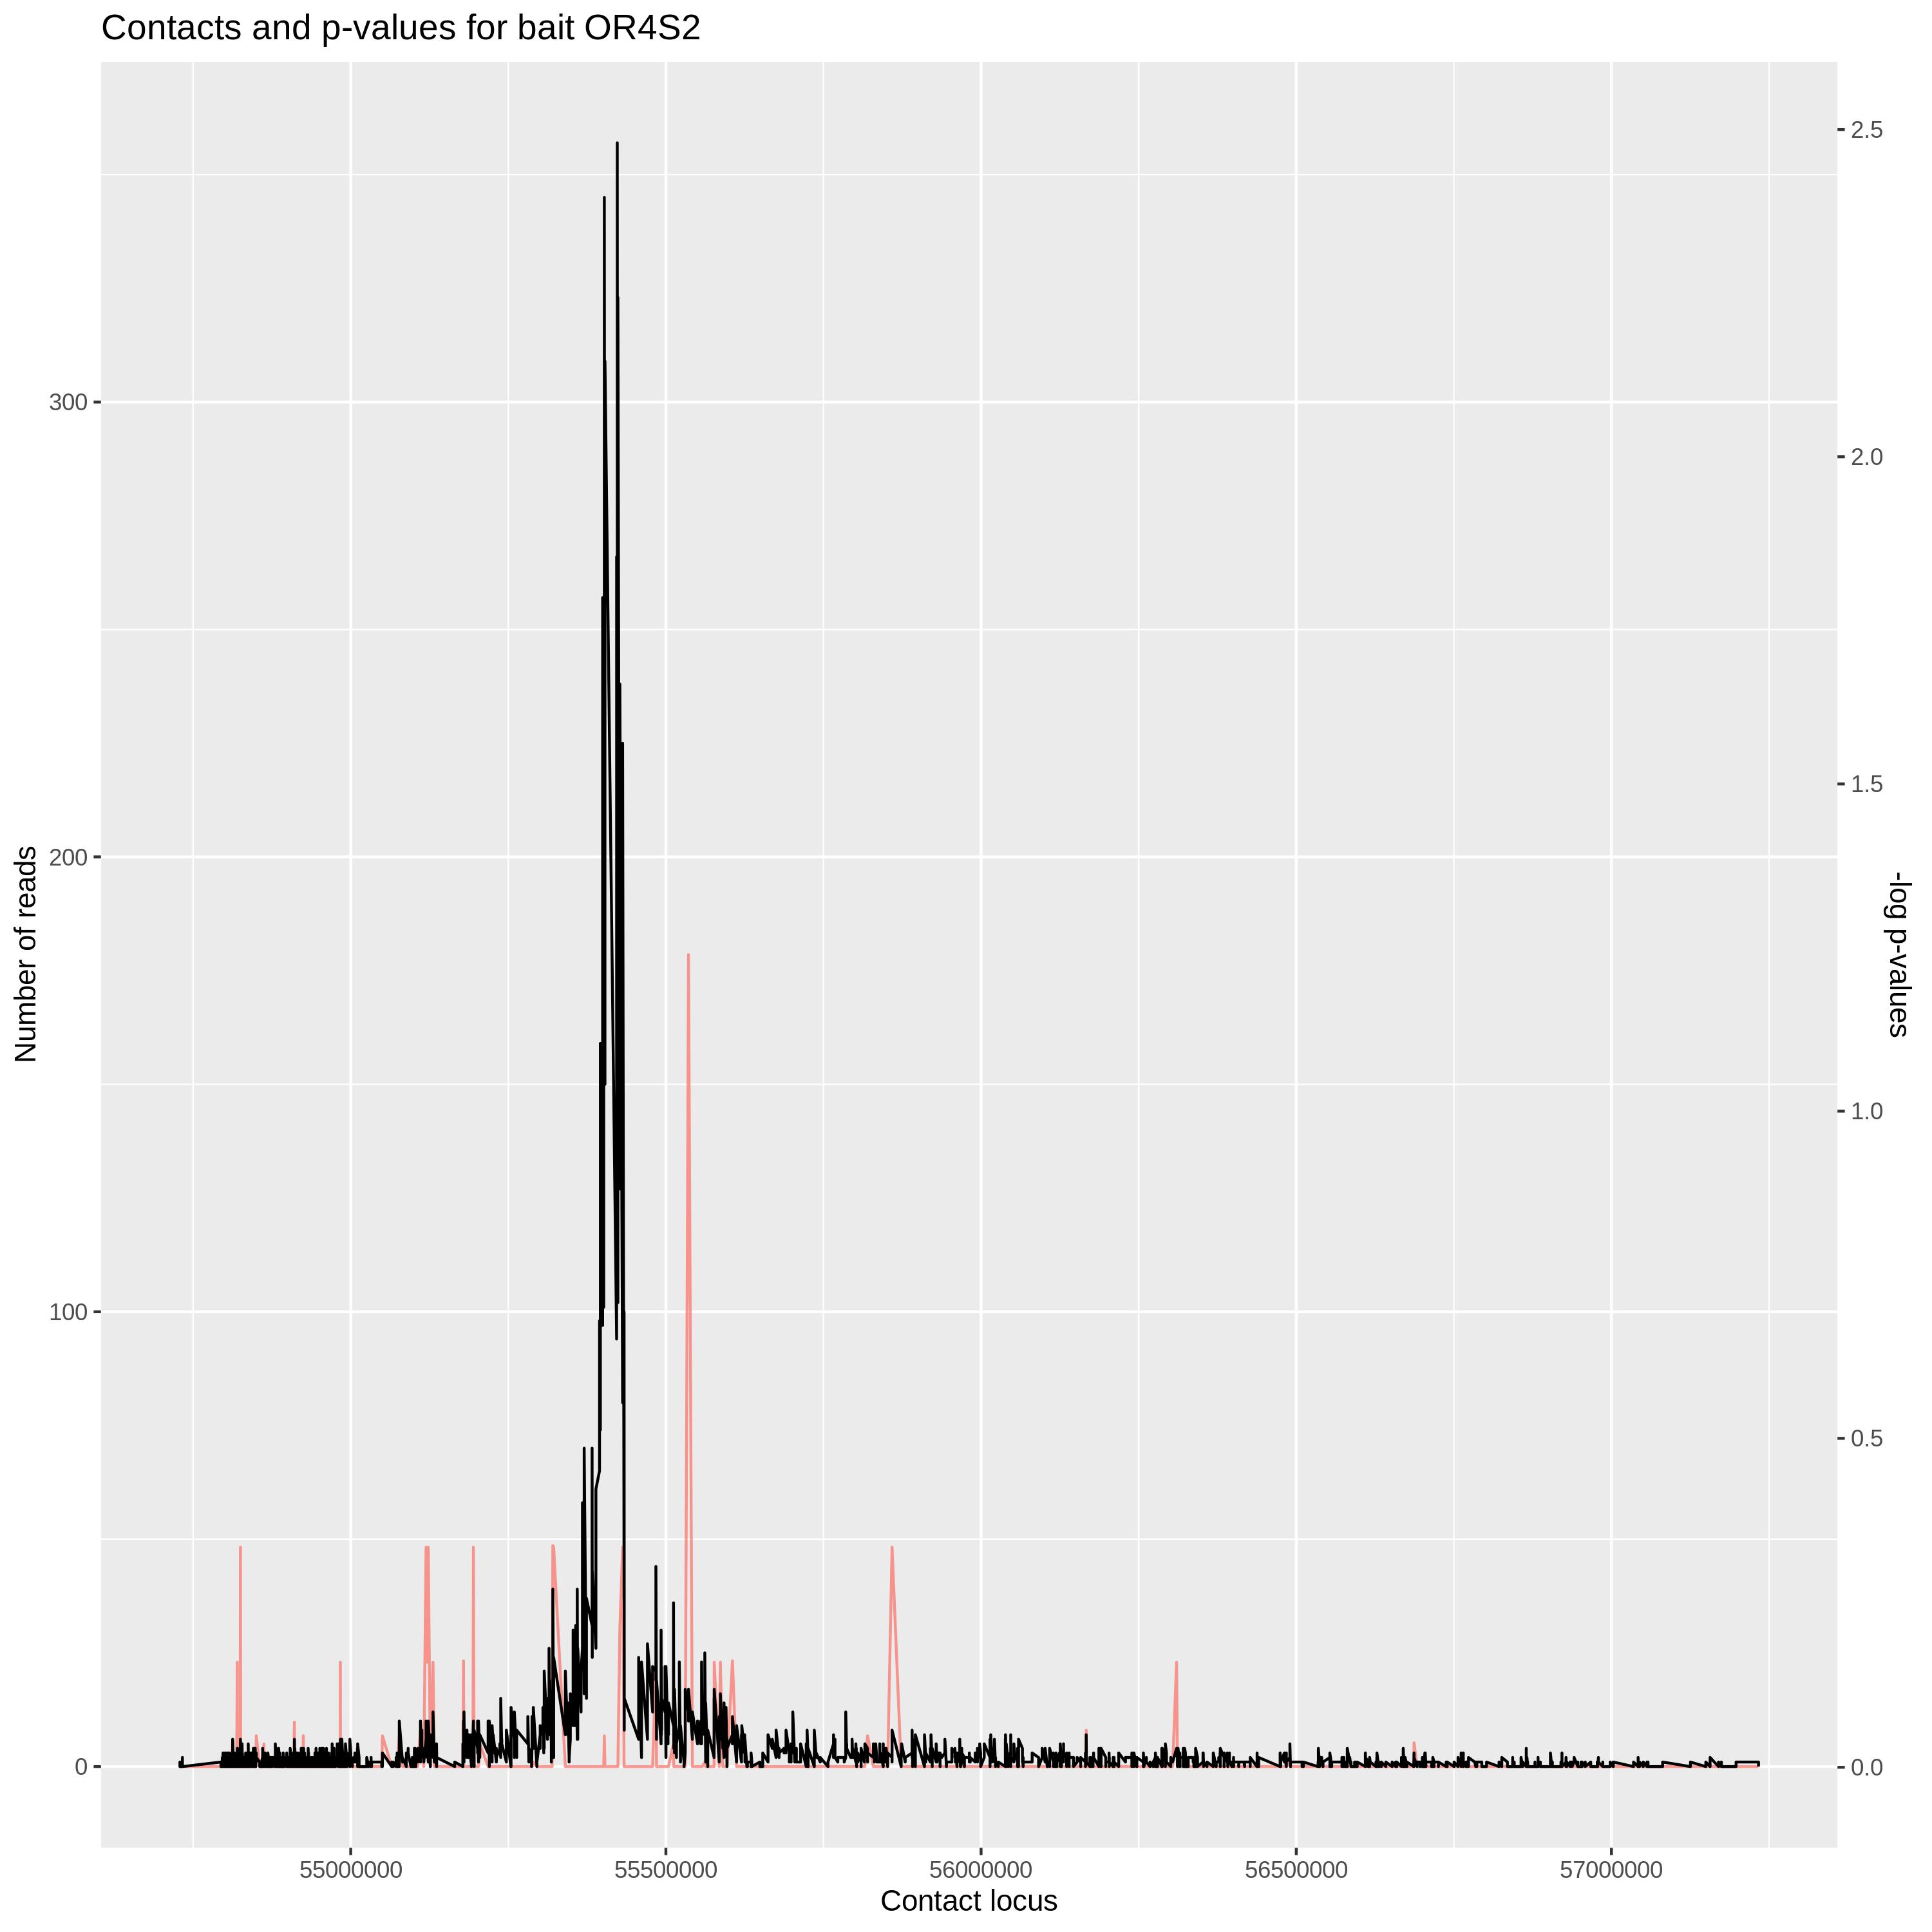 Contacts and p-values for bait OR4S2
300
200
100
0
Number of reads
2.5
2.0
1.5
1.0
0.5
0.0
-log p-values
55000000 55500000 56000000 56500000 57000000
Contact locus